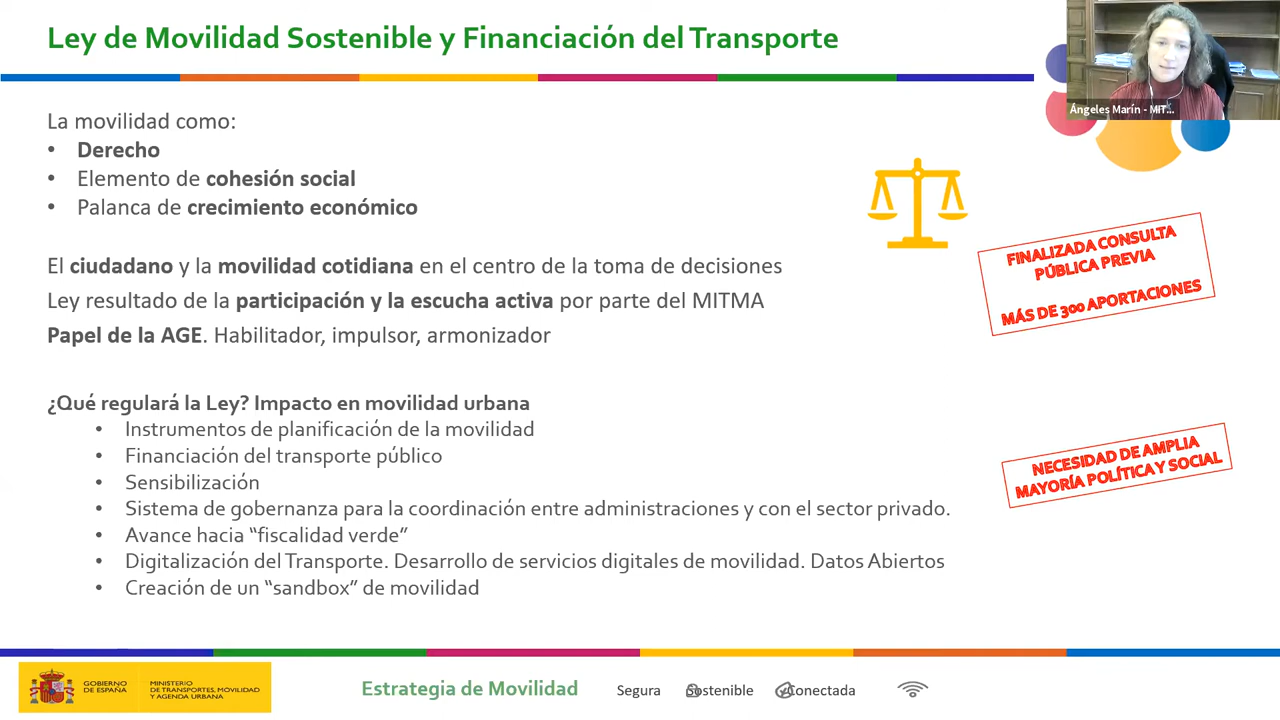 Ley de Movilidad Sostenible y Financiación del Transporte
Ángeles Marín - MIT...
La movilidad como:
• Derecho
• Elemento de cohesión social
• Palanca de crecimiento económico
El ciudadano y la movilidad cotidiana en el centro de la toma de decisiones
Ley resultado de la participación y la escucha activa por parte del MITMA
Papel de la AGE. Habilitador, impulsor, armonizador
FINALIZADA CONSULTA
PÚBLICA PREVIA
MÁS DE 300 APORTACIONES
¿Qué regulará la Ley? Impacto en movilidad urbana
• Instrumentos de planificación de la movilidad
• Financiación del transporte público
• Sensibilización
• Sistema de gobernanza para la coordinación entre administraciones y con el sector privado.
• Avance hacia “fiscalidad verde”
• Digitalización del Transporte. Desarrollo de servicios digitales de movilidad. Datos Abiertos
• Creación de un “sandbox” de movilidad
NECESIDAD DE AMPLIA
MAYORÍA POLÍTICA Y SOCIAL
GOBIERNO
DE ESPAÑA
MINISTERIO
DE TRANSPORTES, MOVILIDAD
Y AGENDA URBANA
Estrategia de Movilidad
Segura Sostenible Conectada